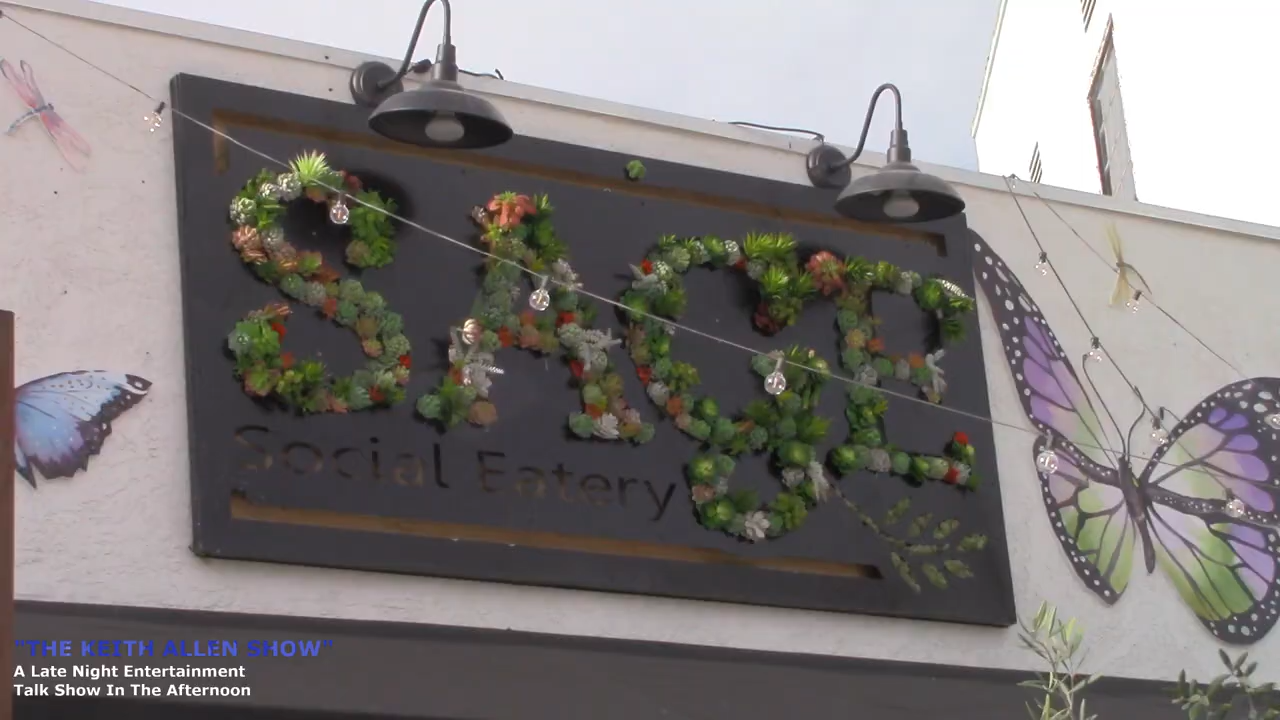 SAGE
Social Eatery
"THE KEITH ALLEN SHOW"
A Late Night Entertainment
Talk Show In The Afternoon